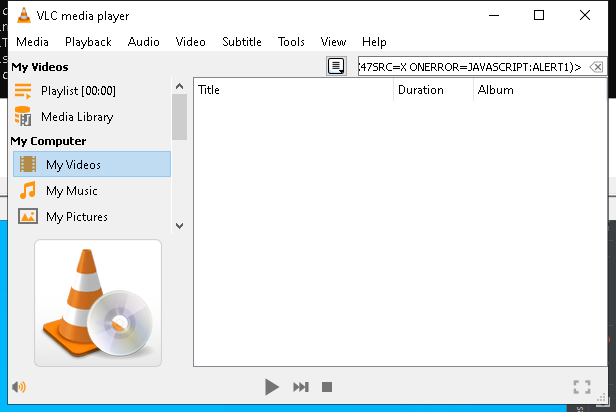 VLC media player
Media Playback Audio Video Subtitle Tools View Help
My Videos
'47SRC=X ONERROR=JAVASCRIPT:ALERT1)>
Playlist [00:00]
Title Duration Album
Media Library
My Computer
My Videos
My Music
My Pictures